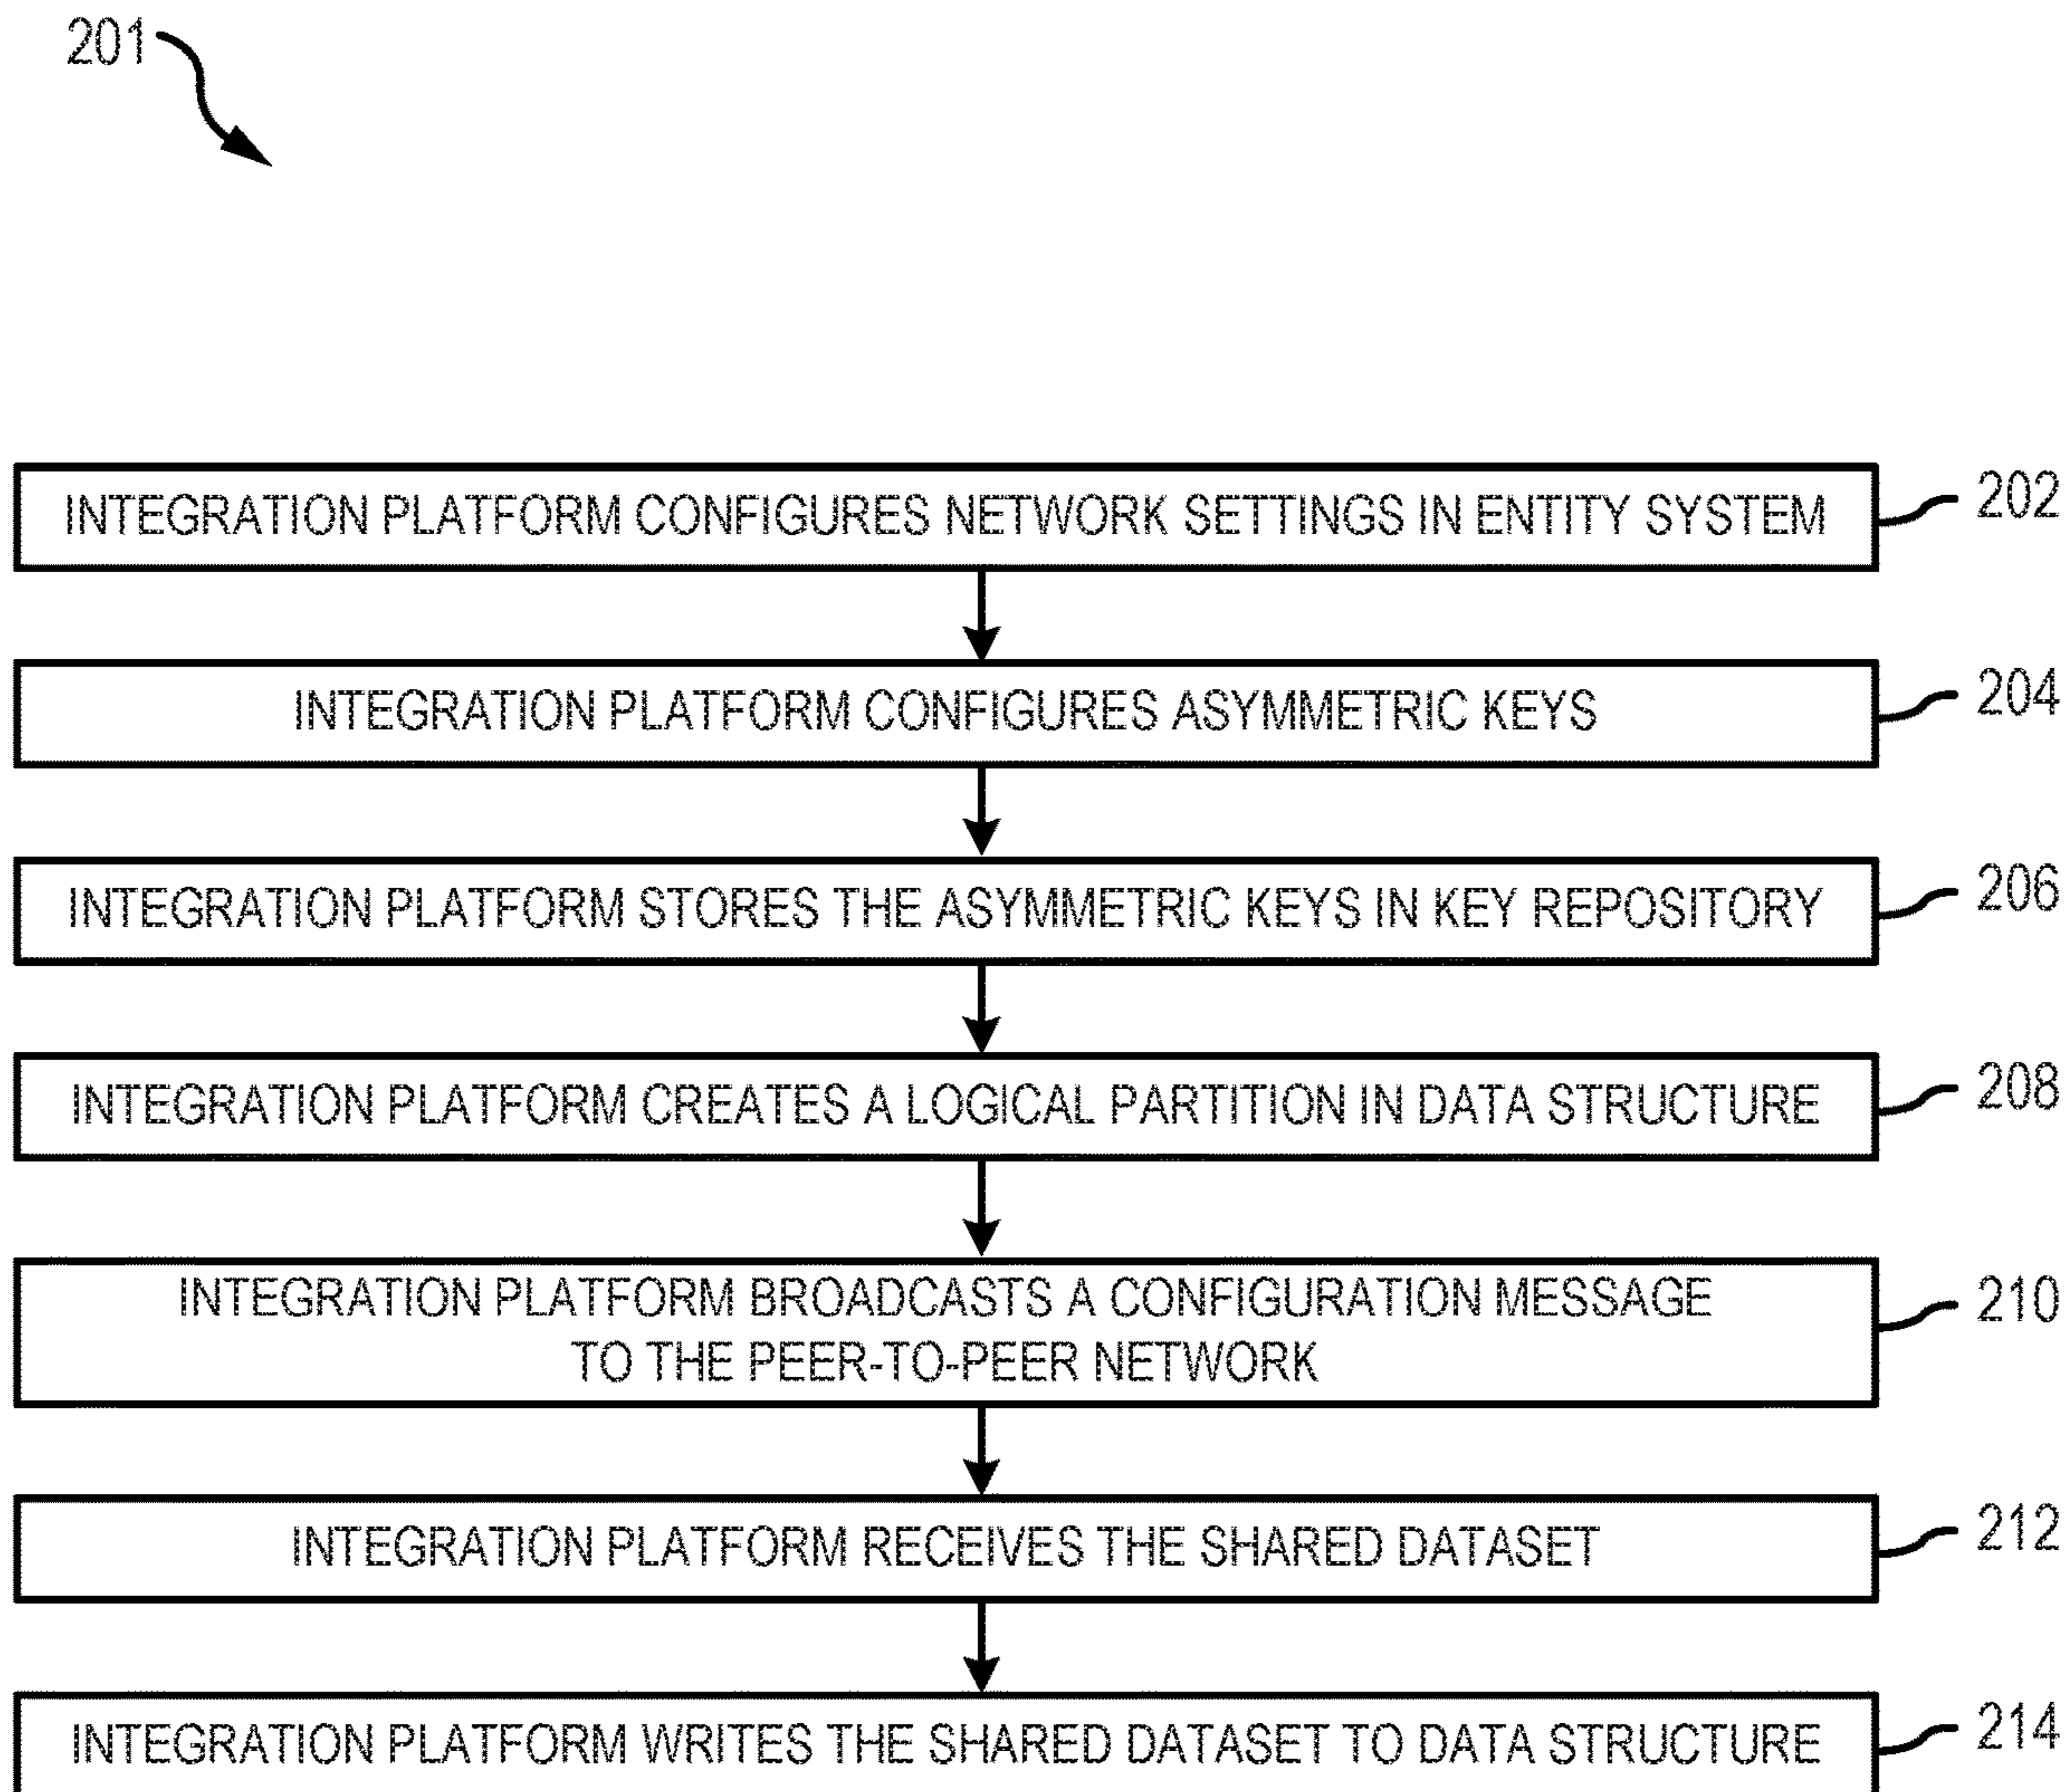 201
INTEGRATION PLATFORM CONFIGURES NETWORK SETTINGS IN ENTITY SYSTEM
202
INTEGRATION PLATFORM CONFIGURES ASYMMETRIC KEYS
204
INTEGRATION PLATFORM STORES THE ASYMMETRIC KEYS IN KEY REPOSITORY
206
INTEGRATION PLATFORM CREATES A LOGICAL PARTITION IN DATA STRUCTURE
208
INTEGRATION PLATFORM BROADCASTS A CONFIGURATION MESSAGE
TO THE PEER-TO-PEER NETWORK
210
INTEGRATION PLATFORM RECEIVES THE SHARED DATASET
212
INTEGRATION PLATFORM WRITES THE SHARED DATASET TO DATA STRUCTURE
214